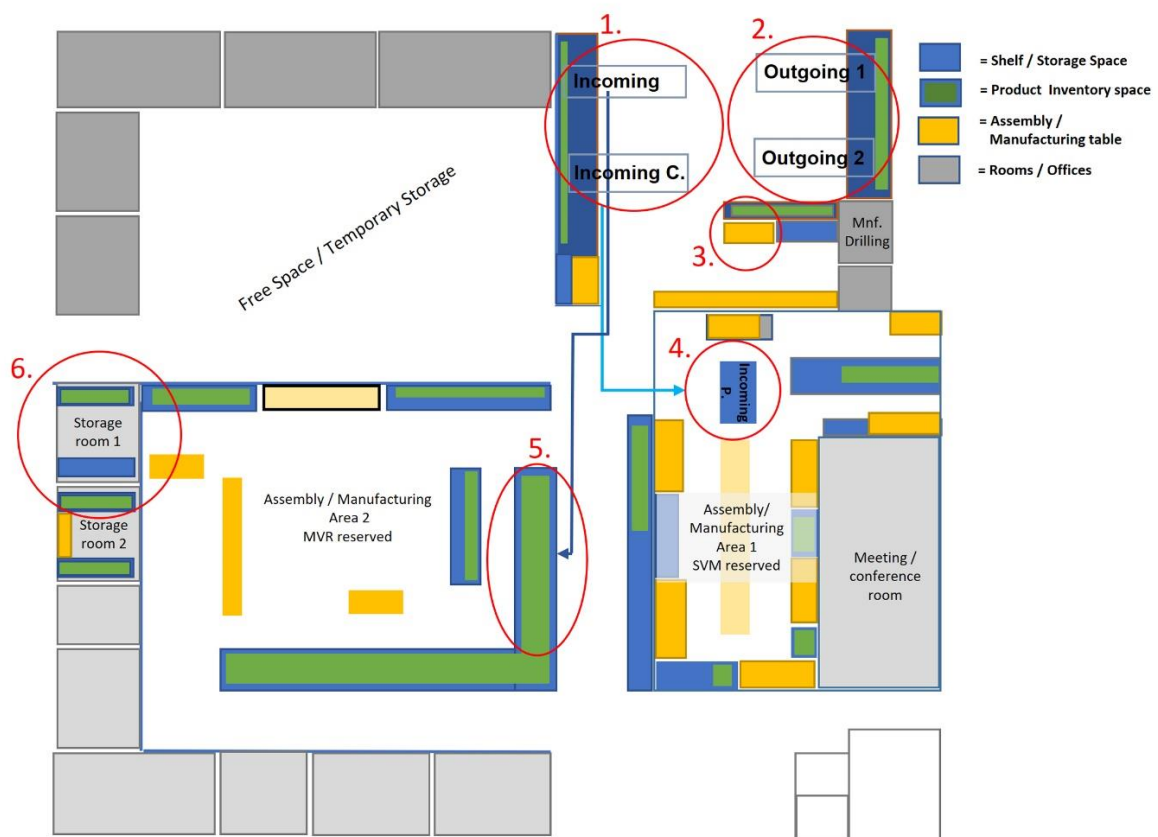 1.
2.
Incoming
Incoming C.
Outgoing 1
Outgoing 2
= Shelf / Storage Space
= Product Inventory space
= Assembly /
Manufacturing table
= Rooms / Offices
Free Space / Temporary Storage
3.
Mnf.
Drilling
4.
Incoming
P.
6.
Storage
room 1
Storage
room 2
5.
Assembly / Manufacturing
Area 2
MVR reserved
Assembly/
Manufacturing
Area 1
SVM reserved
Meeting /
conference
room